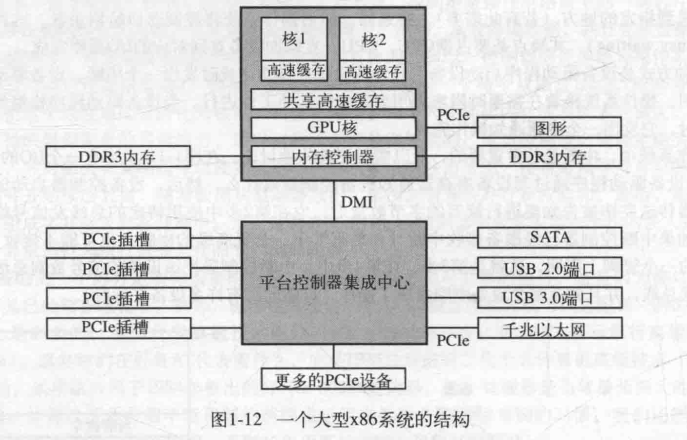 核1 核2
高速缓存 高速缓存
共享高速缓存
GPU核
内存控制器
PCIe
图形
DDR3内存
DDR3内存
DMI
PCIe插槽
PCIe插槽
PCIe插槽
PCIe插槽
平台控制器集成中心
SATA
USB 2.0端口
USB 3.0端口
千兆以太网
PCIe
更多的PCIe设备
图1-12 一个大型x86系统的结构